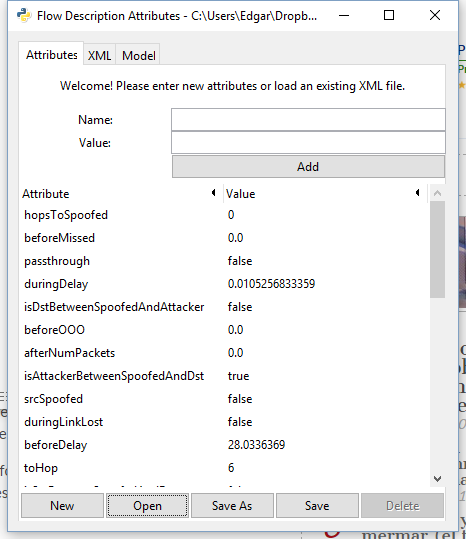 Flow Description Attributes - C:\Users\Edgar\Dropb...
Attributes XML Model
Welcome! Please enter new attributes or load an existing XML file.
Name:
Value:
Add
Attribute Value
hopsToSpoofed 0
beforeMissed 0.0
passthrough false
duringDelay 0.0105256833359
isDstBetweenSpoofedAndAttacker false
beforeOOO 0.0
afterNumPackets 0.0
isAttackerBetweenSpoofedAndDst true
srcSpoofed false
duringLinkLost false
beforeDelay 28.0336369
toHop 6
New Open Save As Save Delete
mermar (el t